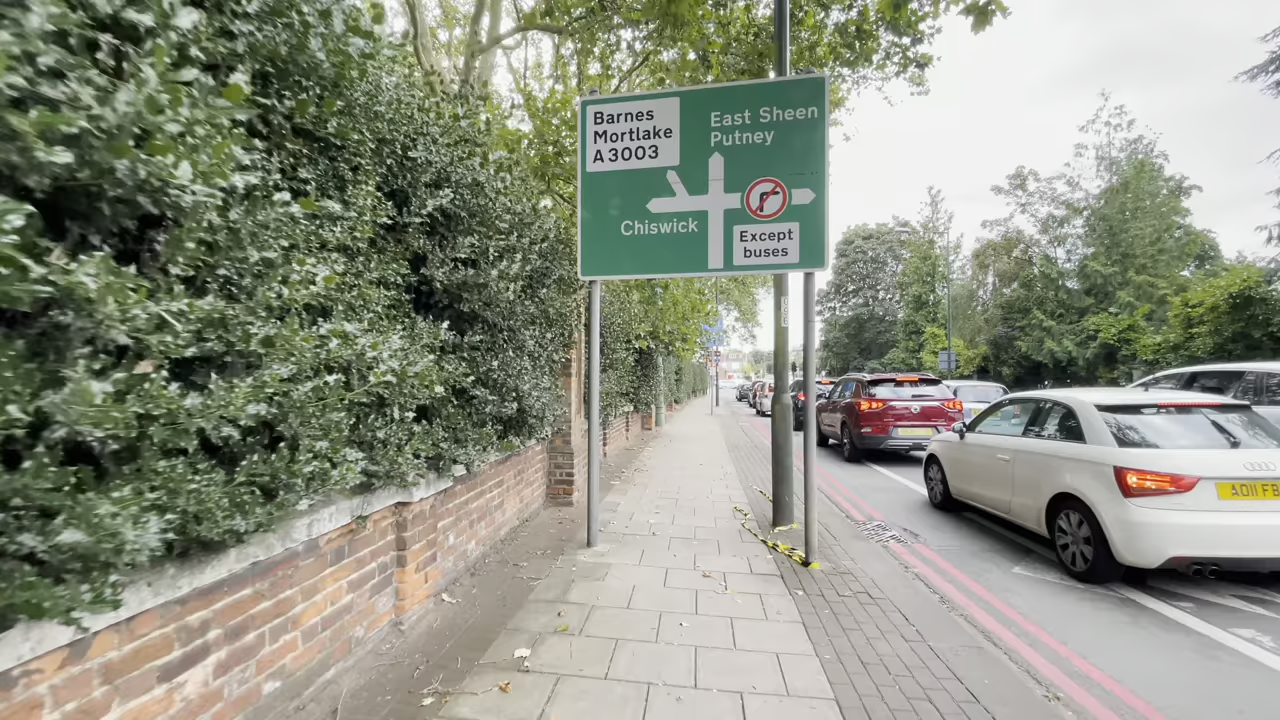 Barnes
Mortlake
A3003
East Sheen
Putney
Chiswick
Except
buses
AO11 FB